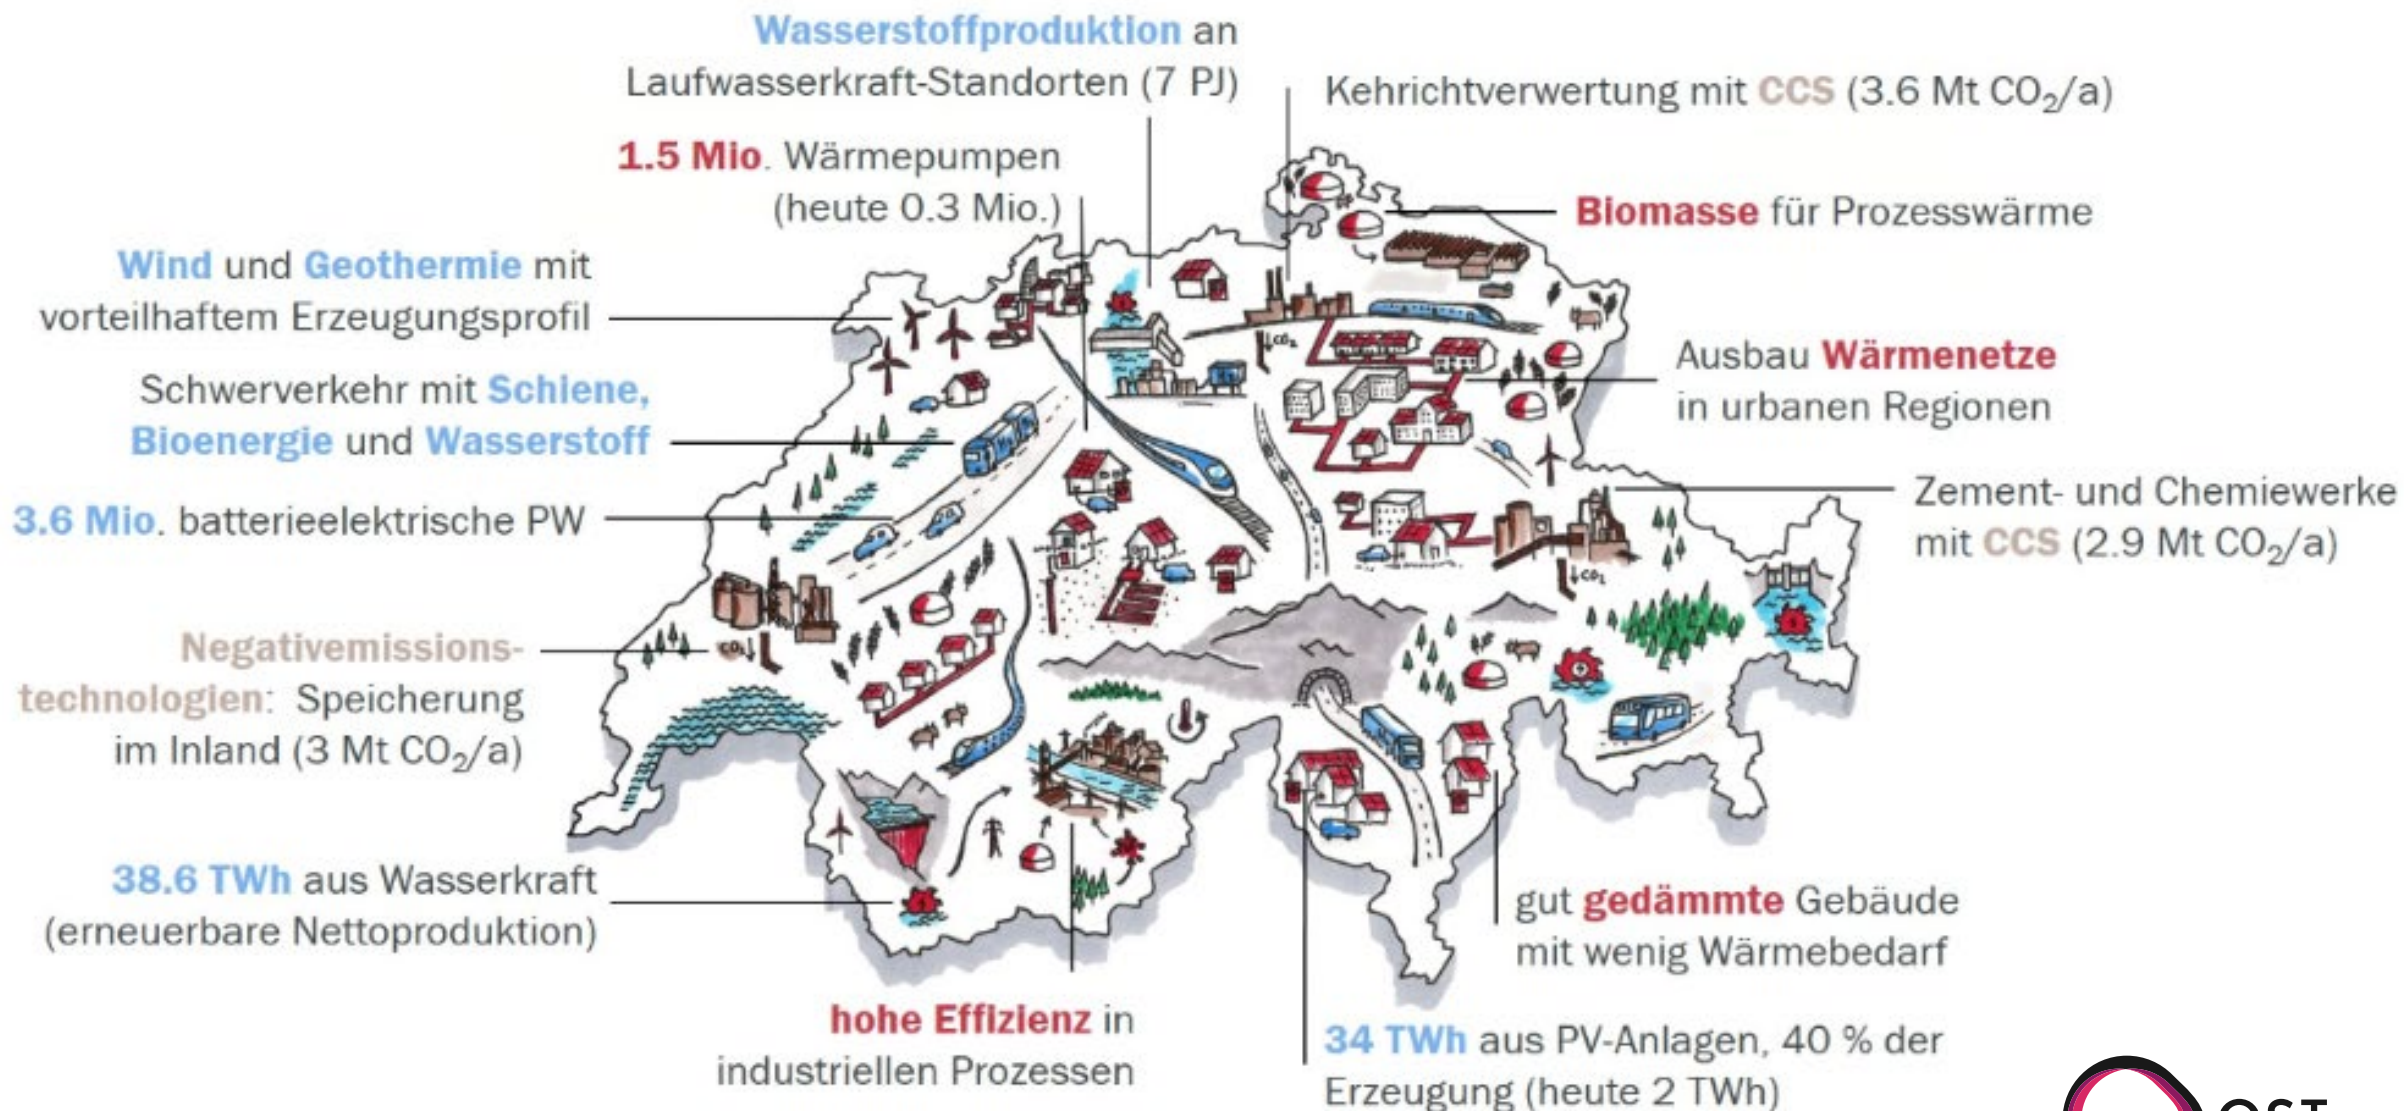 Wasserstoffproduktion an
Laufwasserkraft-Standorten (7 PJ)
Kehrichtverwertung mit CCS (3.6 Mt CO₂/a)
1.5 Mio. Wärmepumpen
(heute 0.3 Mio.)
Biomasse für Prozesswärme
Wind und Geothermie mit
vorteilhaftem Erzeugungsprofil
Ausbau Wärmenetze
in urbanen Regionen
Schwerverkehr mit Schiene,
Bioenergie und Wasserstoff
Zement- und Chemiewerke
mit CCS (2.9 Mt CO₂/a)
3.6 Mio. batterieelektrische PW
Negativemissions-
technologien: Speicherung
im Inland (3 Mt CO₂/a)
38.6 TWh aus Wasserkraft
(erneuerbare Nettoproduktion)
gut gedämmte Gebäude
mit wenig Wärmebedarf
hohe Effizienz in
industriellen Prozessen
34 TWh aus PV-Anlagen, 40 % der
Erzeugung (heute 2 TWh)
CO₂
CO₂
CO₂
OST